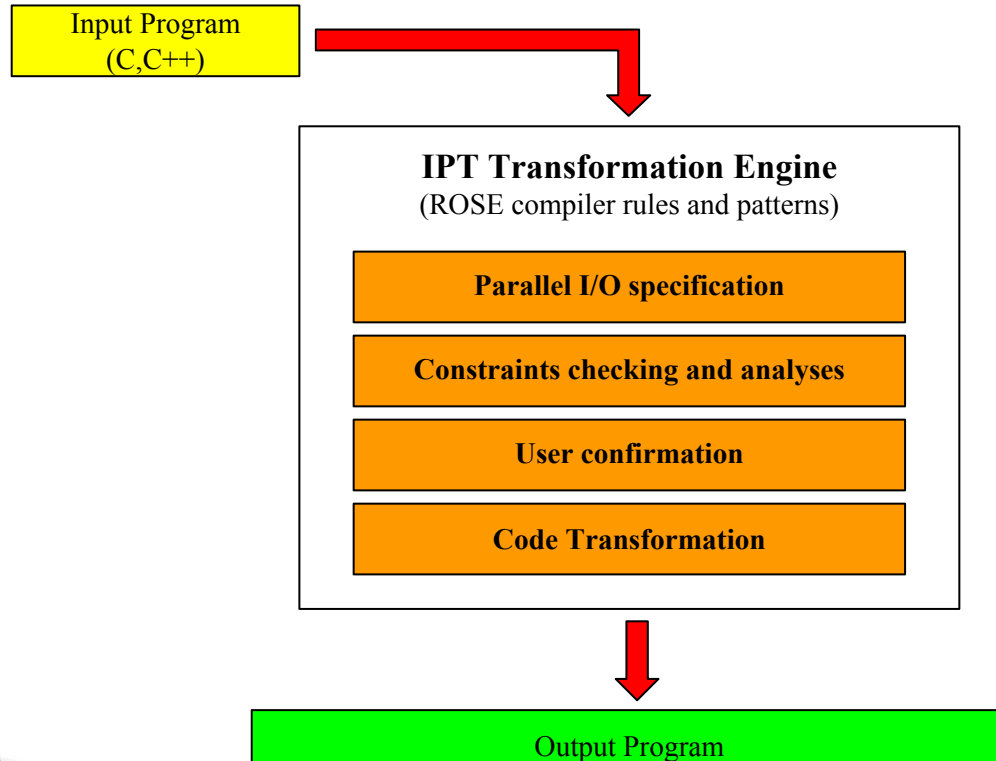 Input Program
(C,C++)
IPT Transformation Engine
(ROSE compiler rules and patterns)
Parallel I/O specification
Constraints checking and analyses
User confirmation
Code Transformation
Output Program